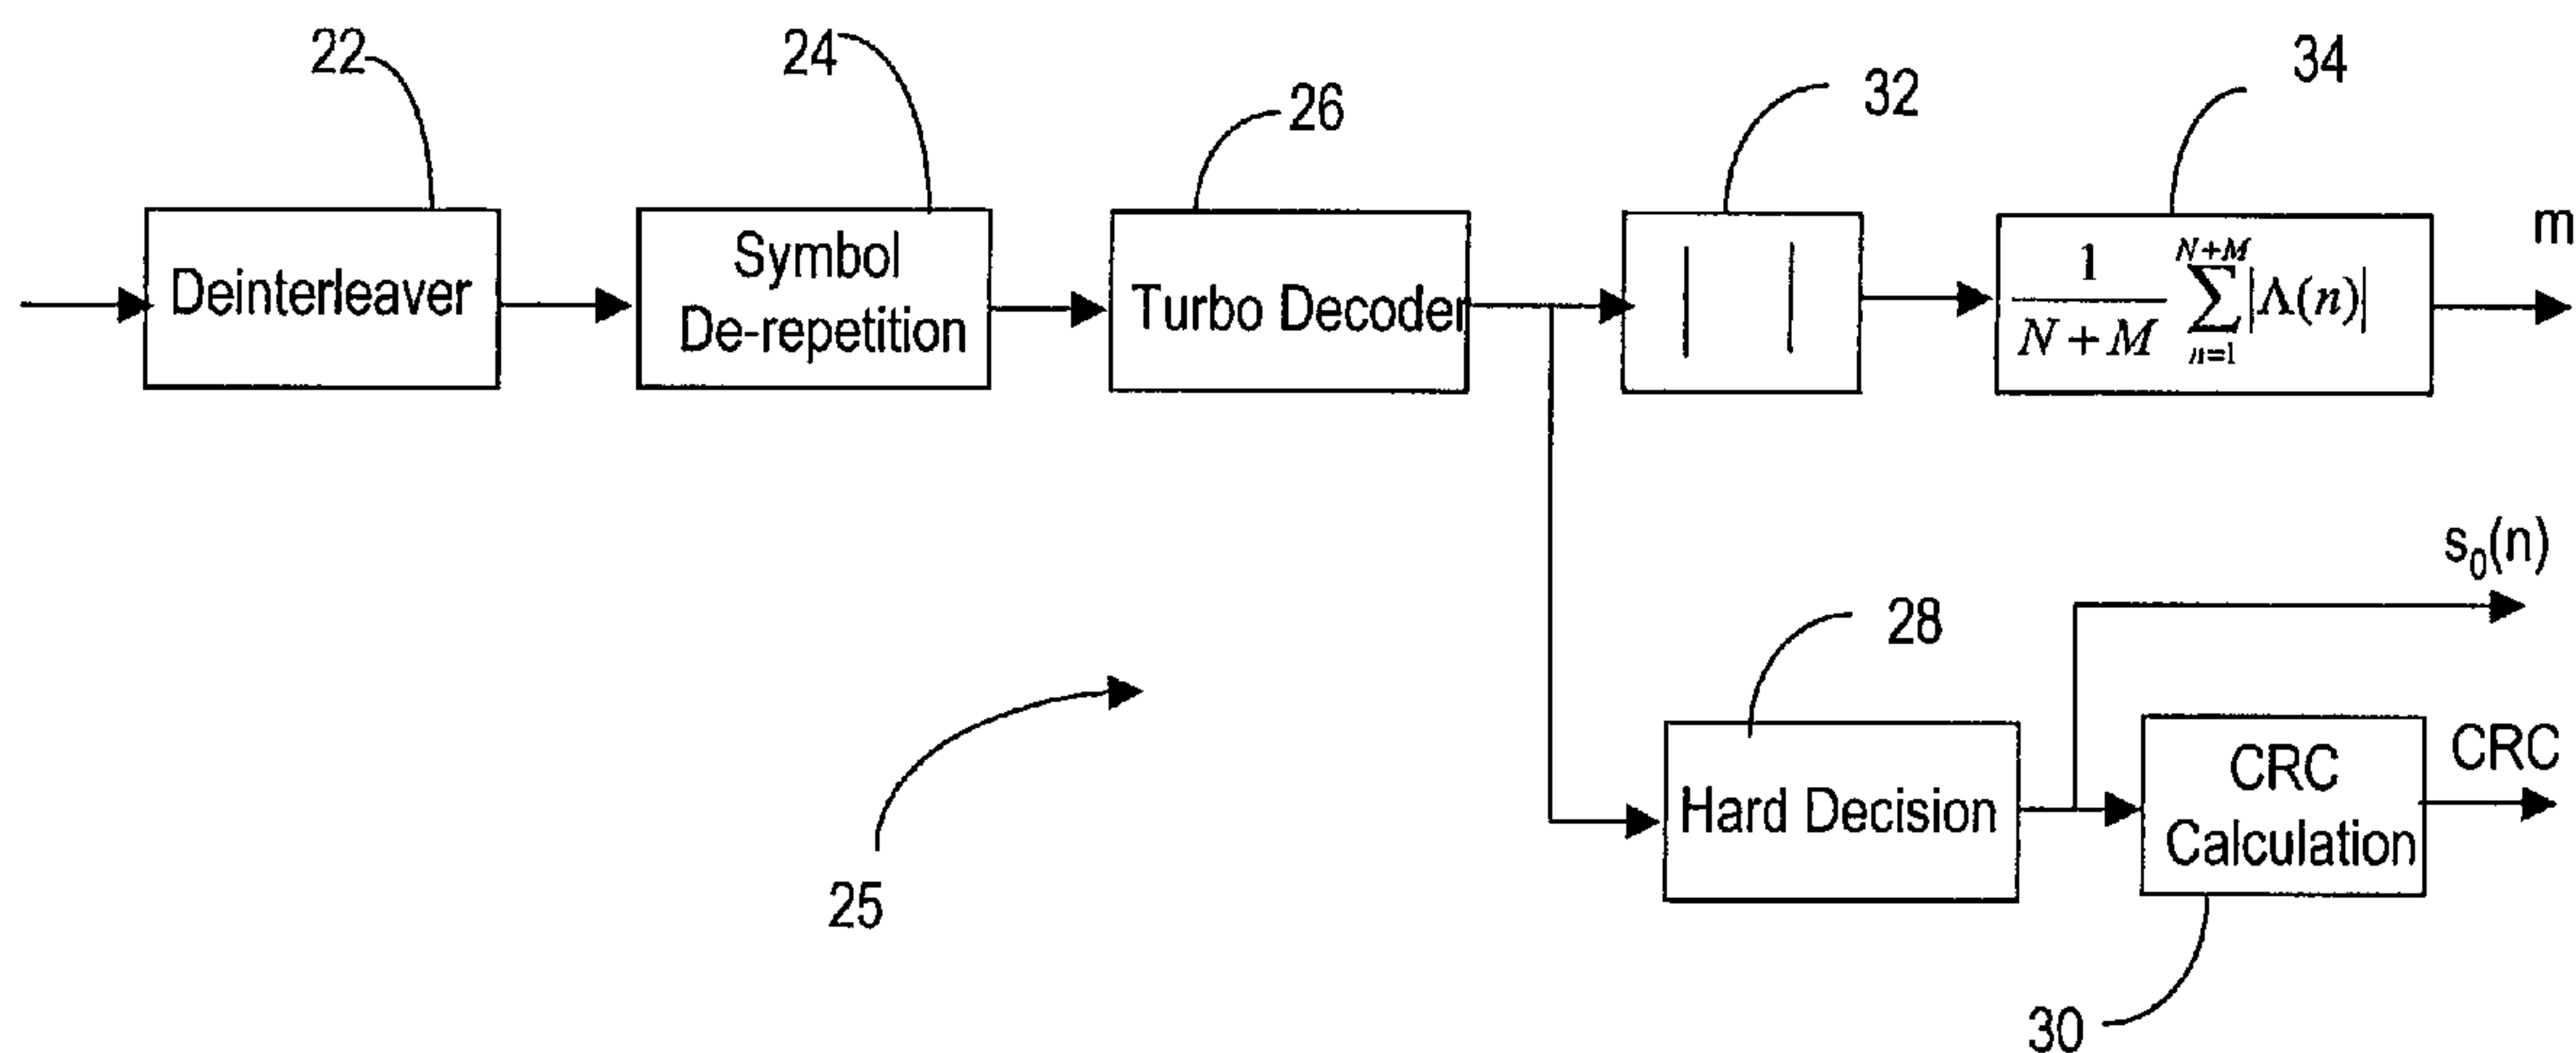 22
24
26
32
34
Deinterleaver
Symbol
De-repetition
Turbo Decoder
| |
1/(N+M) ∑_{n=1}^{N+M} |Λ(n)|
m
s₀(n)
28
Hard Decision
CRC
Calculation
CRC
25
30